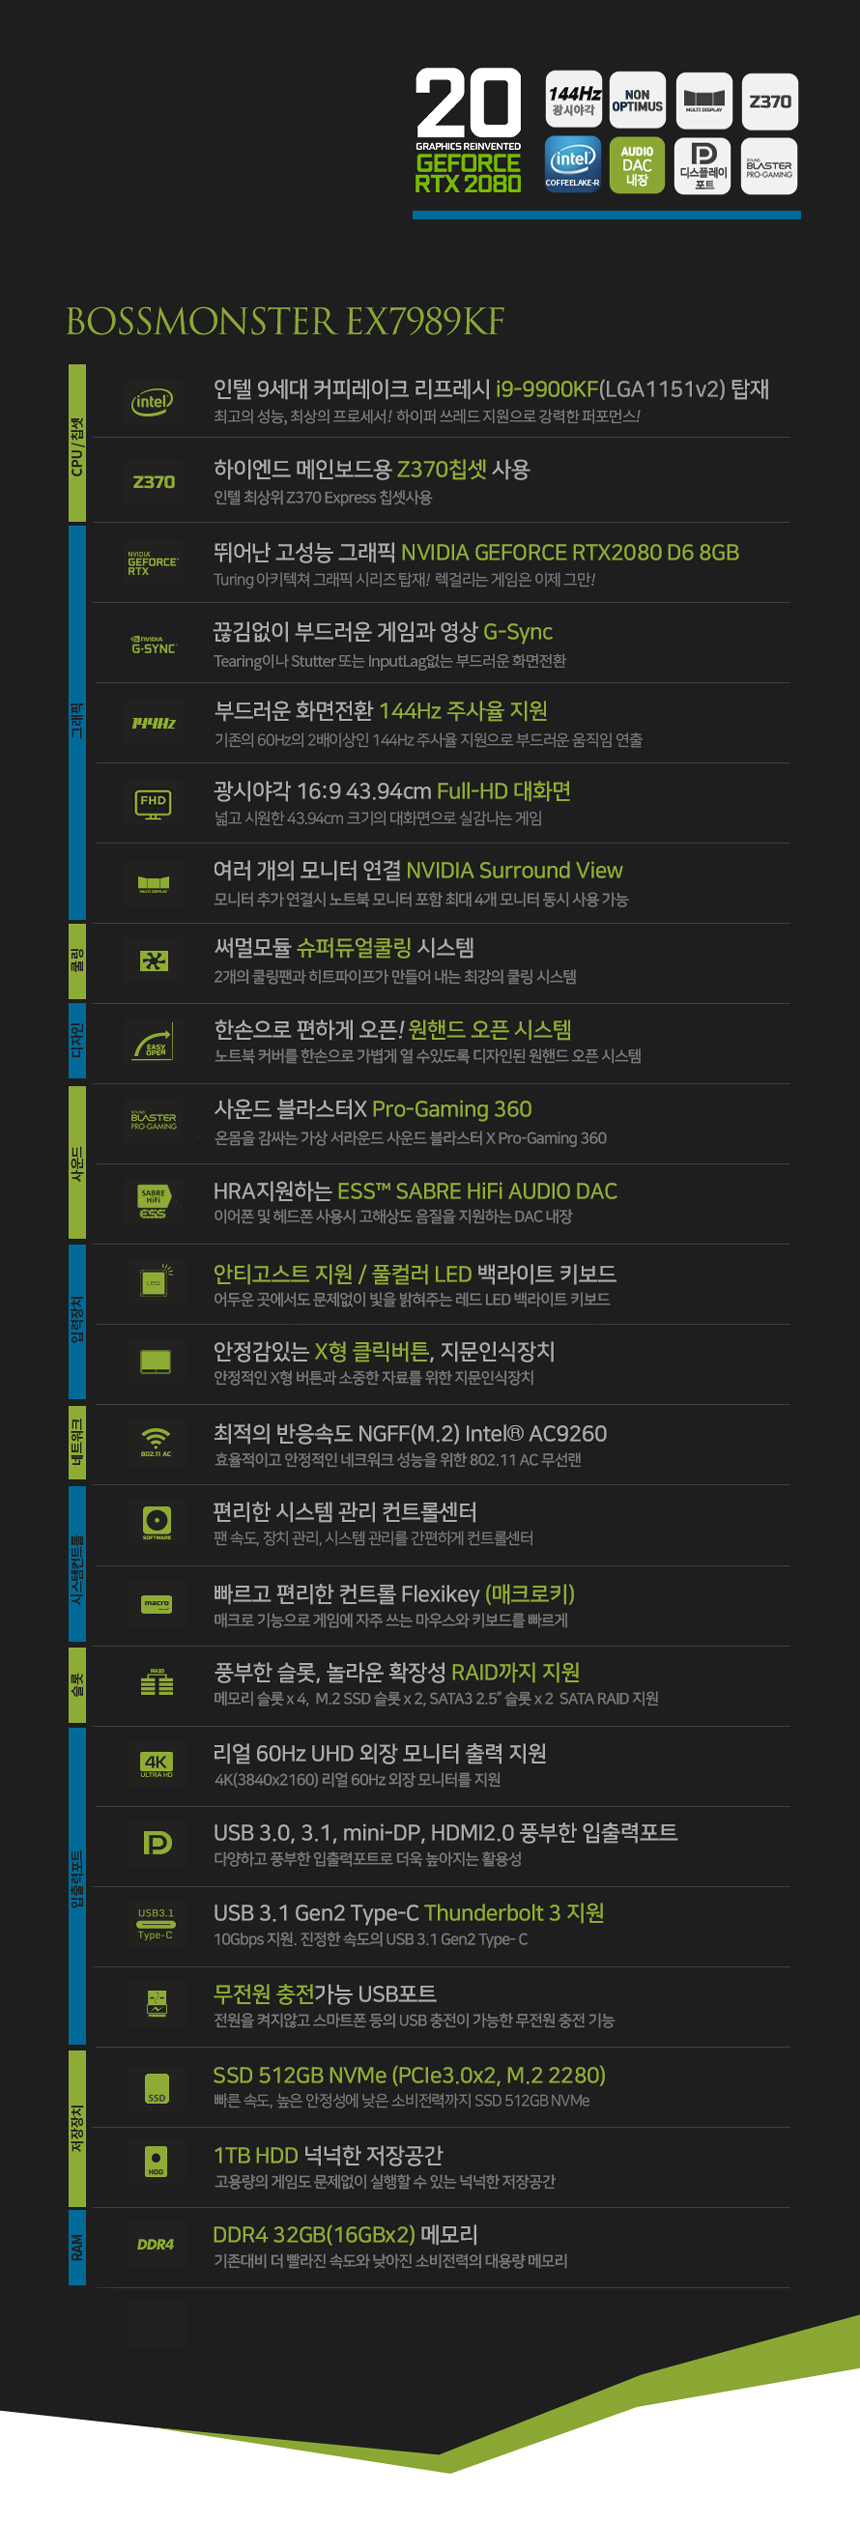 20
GRAPHICS REINVENTED
GEFORCE
RTX 2080
144Hz
광시야각
NON
OPTIMUS
MULTI DISPLAY
Z370
intel
COFFEELAKE-R
AUDIO
DAC
내장
디스플레이
포트
SOUND
BLASTER
PRO-GAMING
BOSSMONSTER EX7989KF
CPU / 칩셋
intel
인텔 9세대 커피레이크 리프레시 i9-9900KF(LGA1151v2) 탑재
최고의 성능, 최상의 프로세서! 하이퍼 쓰레드 지원으로 강력한 퍼포먼스!
Z370
하이엔드 메인보드용 Z370칩셋 사용
인텔 최상위 Z370 Express 칩셋사용
그래픽
NVIDIA
GEFORCE
RTX
뛰어난 고성능 그래픽 NVIDIA GEFORCE RTX2080 D6 8GB
Turing 아키텍쳐 그래픽 시리즈 탑재! 렉걸리는 게임은 이제 그만!
NVIDIA
G-SYNC
끊김없이 부드러운 게임과 영상 G-Sync
Tearing이나 Stutter 또는 InputLag없는 부드러운 화면전환
144Hz
부드러운 화면전환 144Hz 주사율 지원
기존의 60Hz의 2배이상인 144Hz 주사율 지원으로 부드러운 움직임 연출
FHD
광시야각 16:9 43.94cm Full-HD 대화면
넓고 시원한 43.94cm 크기의 대화면으로 실감나는 게임
MULTI DISPLAY
여러 개의 모니터 연결 NVIDIA Surround View
모니터 추가 연결시 노트북 모니터 포함 최대 4개 모니터 동시 사용 가능
쿨링
써멀모듈 슈퍼듀얼쿨링 시스템
2개의 쿨링팬과 히트파이프가 만들어 내는 최강의 쿨링 시스템
디자인
EASY
OPEN
한손으로 편하게 오픈! 원핸드 오픈 시스템
노트북 커버를 한손으로 가볍게 열 수있도록 디자인된 원핸드 오픈 시스템
사운드
SOUND
BLASTER
PRO-GAMING
사운드 블라스터X Pro-Gaming 360
온몸을 감싸는 가상 서라운드 사운드 블라스터 X Pro-Gaming 360
SABRE
HiFi
ESS
HRA지원하는 ESS™ SABRE HiFi AUDIO DAC
이어폰 및 헤드폰 사용시 고해상도 음질을 지원하는 DAC 내장
입력장치
LED
안티고스트 지원 / 풀컬러 LED 백라이트 키보드
어두운 곳에서도 문제없이 빛을 밝혀주는 레드 LED 백라이트 키보드
안정감있는 X형 클릭버튼, 지문인식장치
안정적인 X형 버튼과 소중한 자료를 위한 지문인식장치
네트워크
802.11 AC
최적의 반응속도 NGFF(M.2) Intel® AC9260
효율적이고 안정적인 네크워크 성능을 위한 802.11 AC 무선랜
시스템컨트롤
SOFTWARE
편리한 시스템 관리 컨트롤센터
팬 속도, 장치 관리, 시스템 관리를 간편하게 컨트롤센터
macro
빠르고 편리한 컨트롤 Flexikey (매크로키)
매크로 기능으로 게임에 자주 쓰는 마우스와 키보드를 빠르게
슬롯
RAID
풍부한 슬롯, 놀라운 확장성 RAID까지 지원
메모리 슬롯 x 4, M.2 SSD 슬롯 x 2, SATA3 2.5” 슬롯 x 2 SATA RAID 지원
입출력포트
4K
ULTRA HD
리얼 60Hz UHD 외장 모니터 출력 지원
4K(3840x2160) 리얼 60Hz 외장 모니터를 지원
USB 3.0, 3.1, mini-DP, HDMI2.0 풍부한 입출력포트
다양하고 풍부한 입출력포트로 더욱 높아지는 활용성
USB3.1
Type-C
USB 3.1 Gen2 Type-C Thunderbolt 3 지원
10Gbps 지원. 진정한 속도의 USB 3.1 Gen2 Type- C
무전원 충전가능 USB포트
전원을 켜지않고 스마트폰 등의 USB 충전이 가능한 무전원 충전 기능
저장장치
SSD
SSD 512GB NVMe (PCIe3.0x2, M.2 2280)
빠른 속도, 높은 안정성에 낮은 소비전력까지 SSD 512GB NVMe
HDD
1TB HDD 넉넉한 저장공간
고용량의 게임도 문제없이 실행할 수 있는 넉넉한 저장공간
RAM
DDR4
DDR4 32GB(16GBx2) 메모리
기존대비 더 빨라진 속도와 낮아진 소비전력의 대용량 메모리